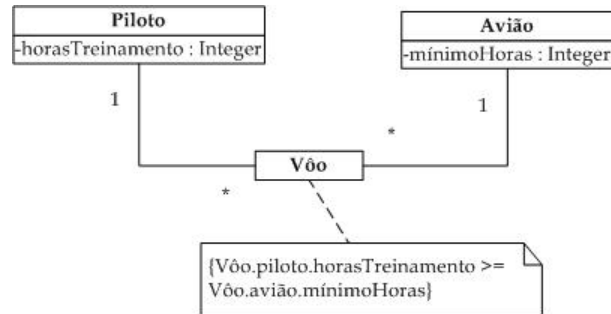 Piloto
-horasTreinamento : Integer
Avião
-mínimoHoras : Integer
1
1
*
Vôo
*
{Vôo.piloto.horasTreinamento >=
Vôo.avião.mínimoHoras}